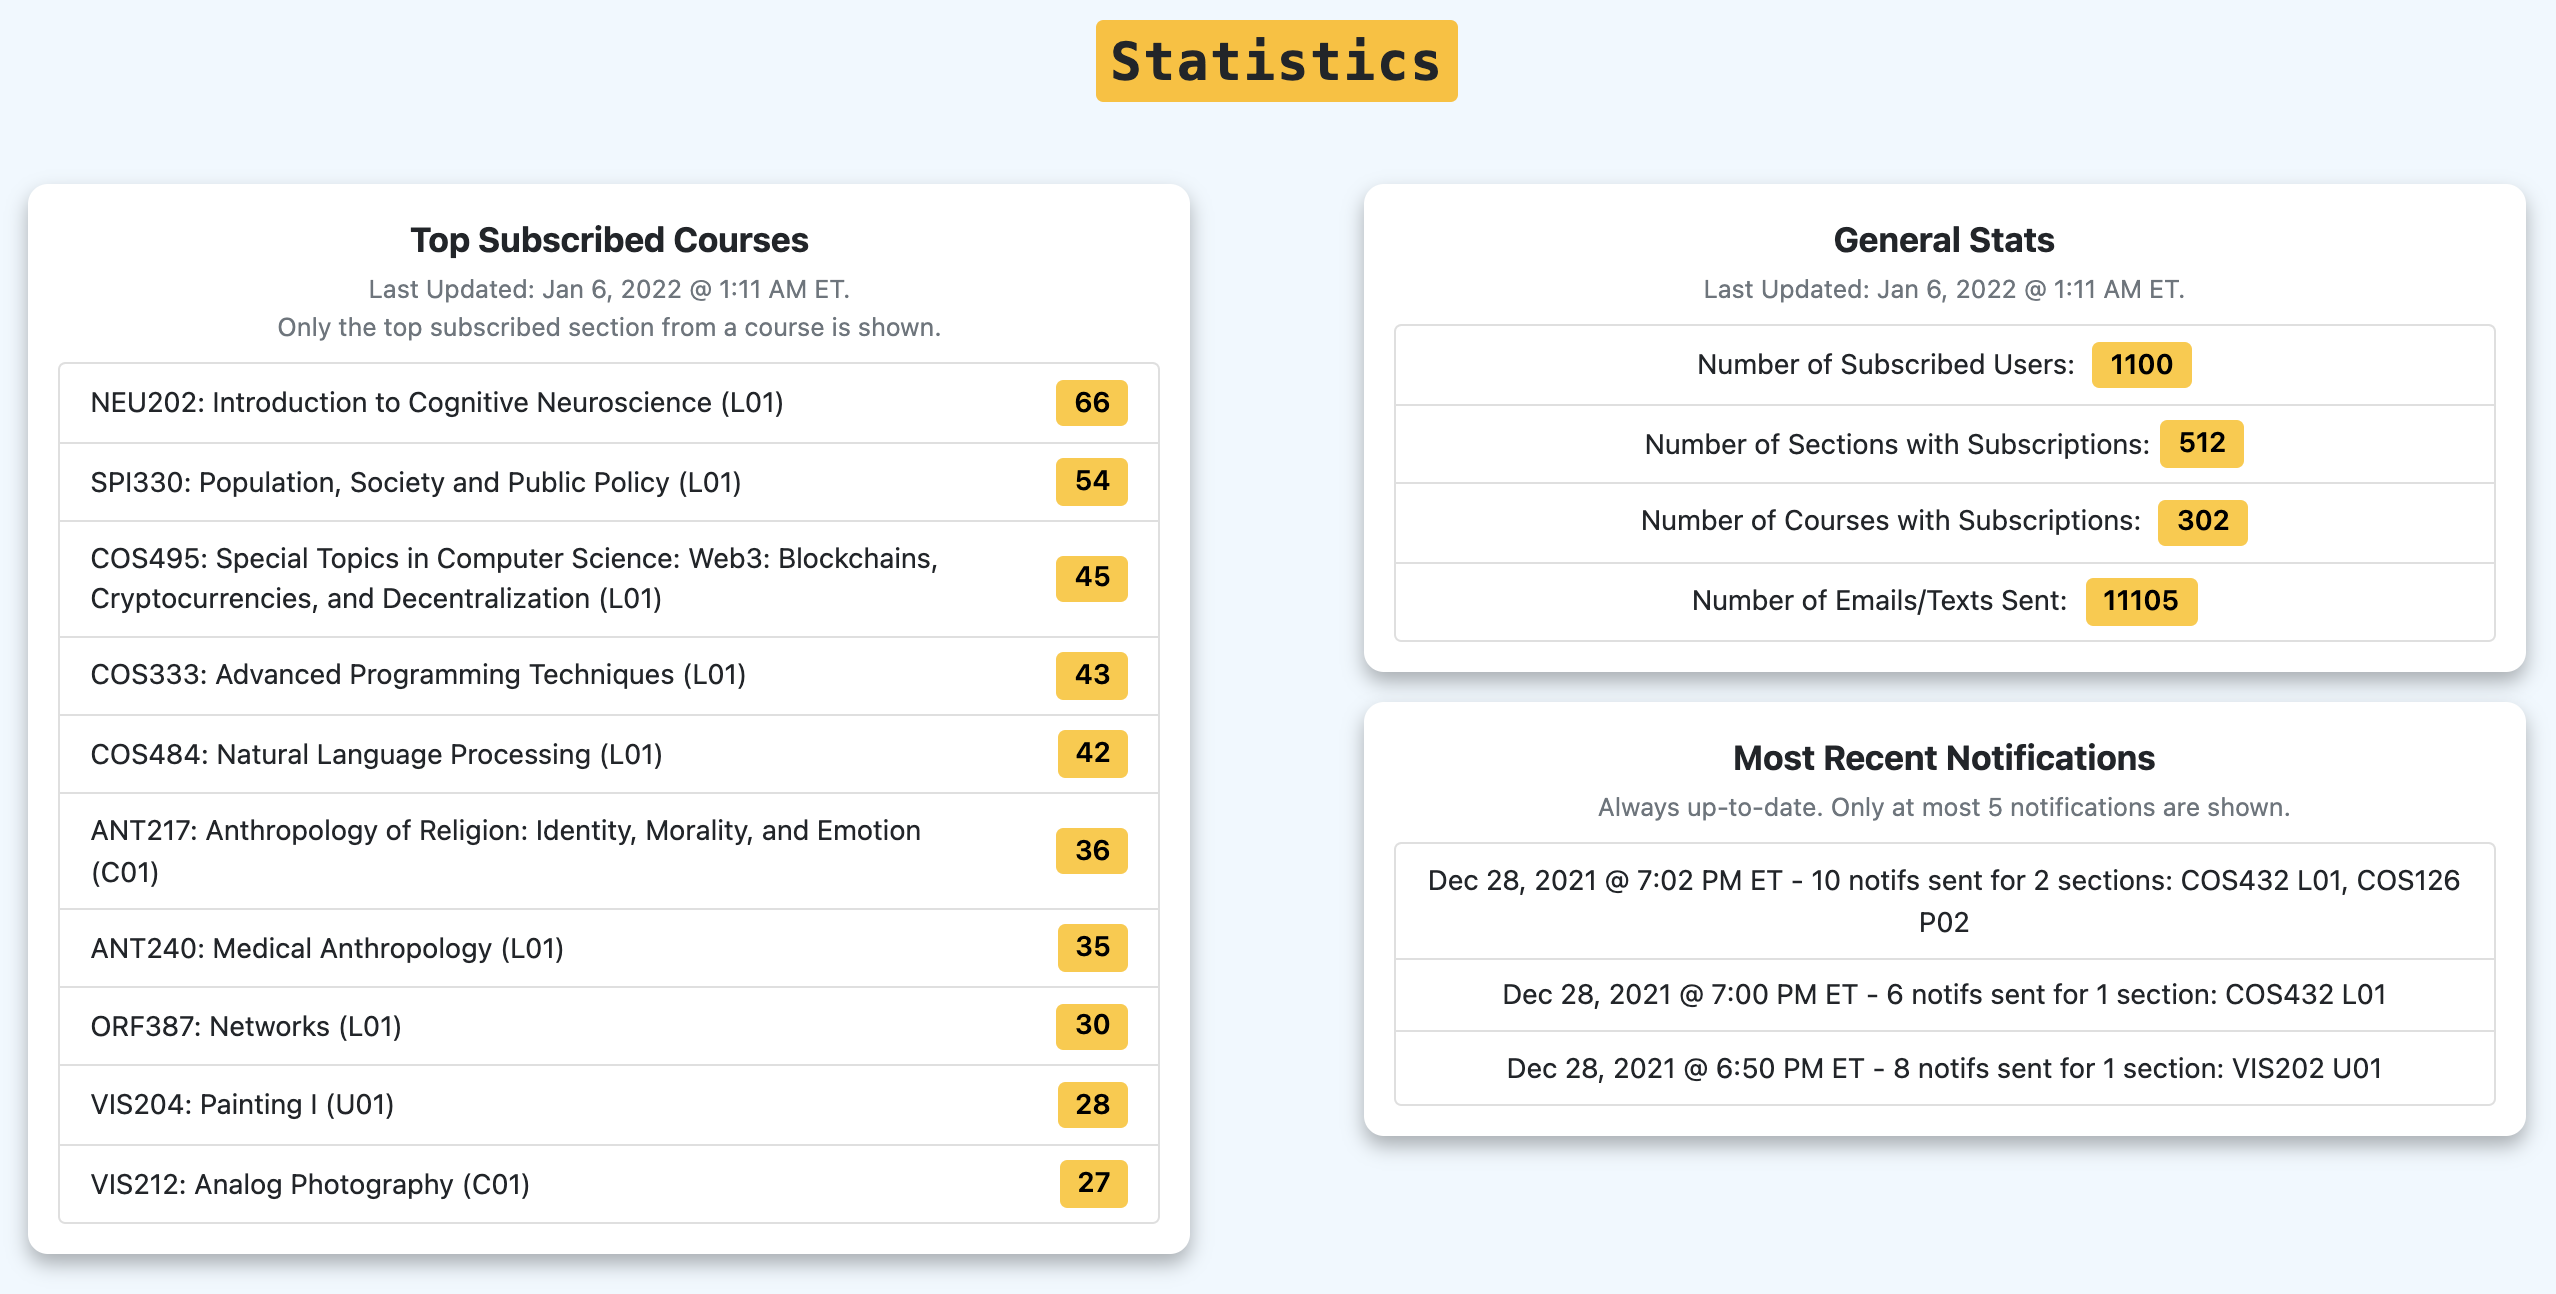 Statistics
Top Subscribed Courses
Last Updated: Jan 6, 2022 @ 1:11 AM ET.
Only the top subscribed section from a course is shown.
NEU202: Introduction to Cognitive Neuroscience (L01) 66
SPI330: Population, Society and Public Policy (L01) 54
COS495: Special Topics in Computer Science: Web3: Blockchains,
Cryptocurrencies, and Decentralization (L01) 45
COS333: Advanced Programming Techniques (L01) 43
COS484: Natural Language Processing (L01) 42
ANT217: Anthropology of Religion: Identity, Morality, and Emotion
(C01) 36
ANT240: Medical Anthropology (L01) 35
ORF387: Networks (L01) 30
VIS204: Painting I (U01) 28
VIS212: Analog Photography (C01) 27
General Stats
Last Updated: Jan 6, 2022 @ 1:11 AM ET.
Number of Subscribed Users: 1100
Number of Sections with Subscriptions: 512
Number of Courses with Subscriptions: 302
Number of Emails/Texts Sent: 11105
Most Recent Notifications
Always up-to-date. Only at most 5 notifications are shown.
Dec 28, 2021 @ 7:02 PM ET - 10 notifs sent for 2 sections: COS432 L01, COS126
P02
Dec 28, 2021 @ 7:00 PM ET - 6 notifs sent for 1 section: COS432 L01
Dec 28, 2021 @ 6:50 PM ET - 8 notifs sent for 1 section: VIS202 U01